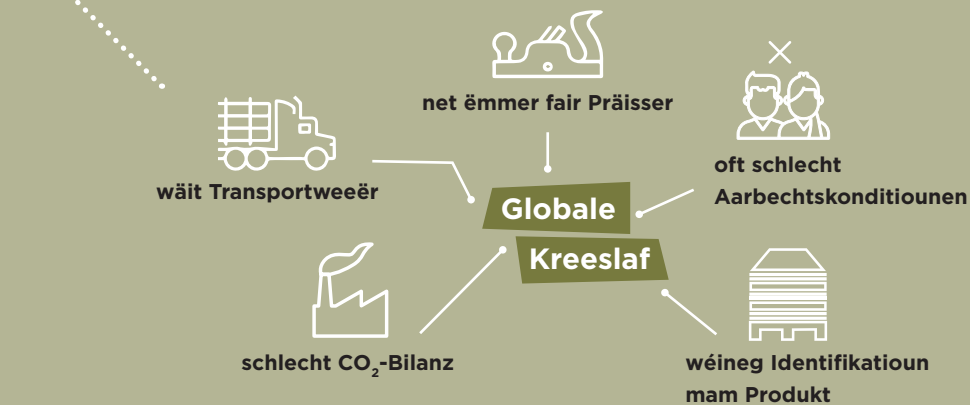 net ëmmer fair Präisser
oft schlecht
Aarbechtskonditiounen
wäit Transportweeër
Globale
Kreeslaf
schlecht CO₂-Bilanz
wéineg Identifikatioun
mam Produkt